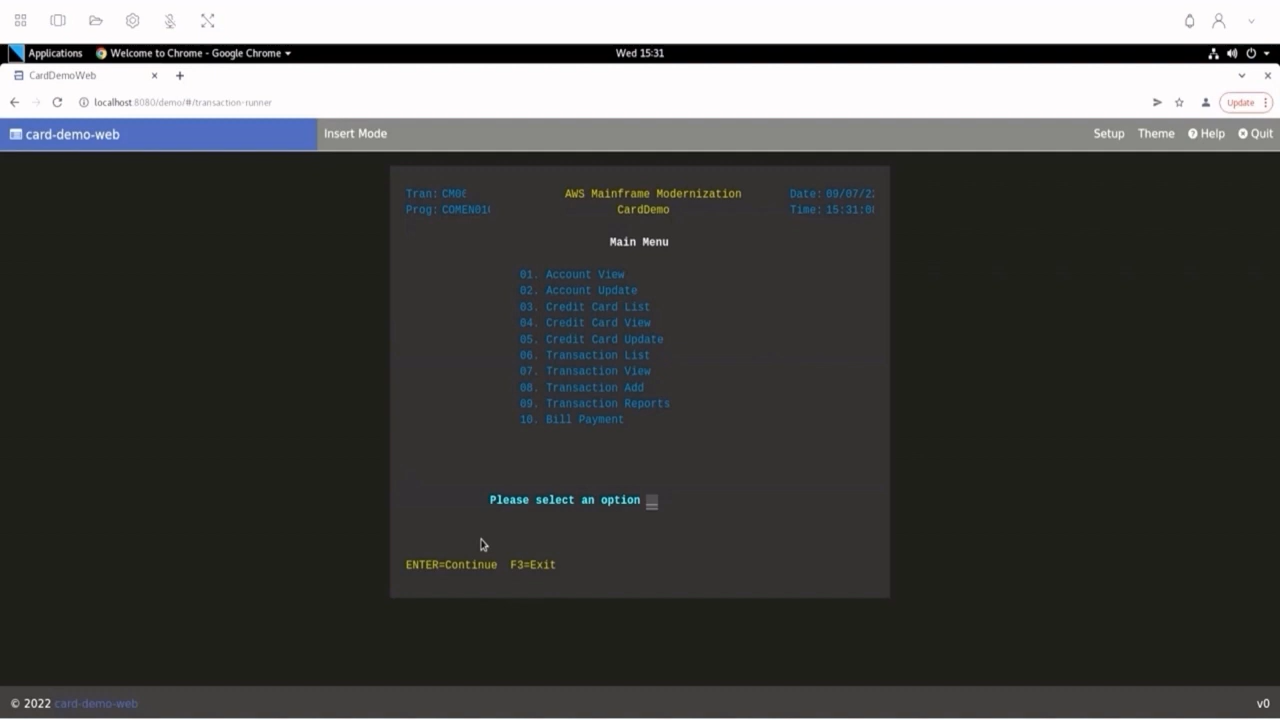 Applications Welcome to Chrome - Google Chrome Wed 15:31
CardDemoWeb
localhost:8080/demo/#/transaction-runner Update
card-demo-web Insert Mode Setup Theme Help Quit
Tran: AWS Mainframe Modernization Date:
Prog: CardDemo Time:
Main Menu
01. Account View
02. Account Update
03. Credit Card List
04. Credit Card View
05. Credit Card Update
06. Transaction List
07. Transaction View
08. Transaction Add
09. Transaction Reports
10. Bill Payment
Please select an option
ENTER=Continue F3=Exit
© 2022 card-demo-web v0